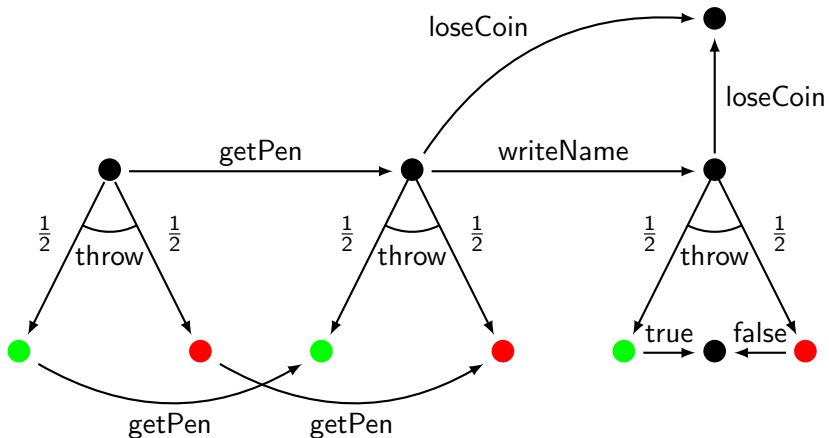 loseCoin
loseCoin
getPen
writeName
1/2
throw
1/2
1/2
throw
1/2
1/2
throw
1/2
true
false
getPen
getPen